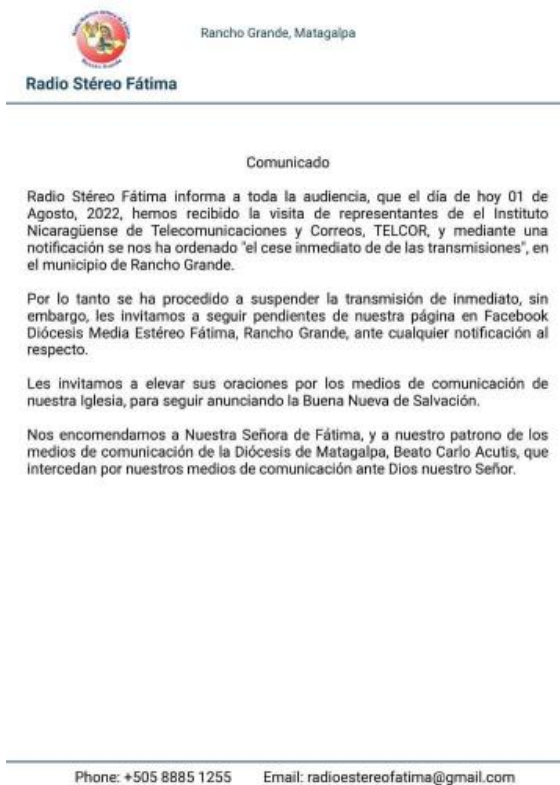 Rancho Grande, Matagalpa
Radio Stéreo Fátima
Comunicado
Radio Stéreo Fátima informa a toda la audiencia, que el día de hoy 01 de
Agosto, 2022, hemos recibido la visita de representantes de el Instituto
Nicaragüense de Telecomunicaciones y Correos, TELCOR, y mediante una
notificación se nos ha ordenado "el cese inmediato de de las transmisiones", en
el municipio de Rancho Grande.
Por lo tanto se ha procedido a suspender la transmisión de inmediato, sin
embargo, les invitamos a seguir pendientes de nuestra página en Facebook
Diócesis Media Estéreo Fátima, Rancho Grande, ante cualquier notificación al
respecto.
Les invitamos a elevar sus oraciones por los medios de comunicación de
nuestra Iglesia, para seguir anunciando la Buena Nueva de Salvación.
Nos encomendamos a Nuestra Señora de Fátima, y a nuestro patrono de los
medios de comunicación de la Diócesis de Matagalpa, Beato Carlo Acutis, que
intercedan por nuestros medios de comunicación ante Dios nuestro Señor.
Phone: +505 8885 1255 Email: radioestereofatima@gmail.com